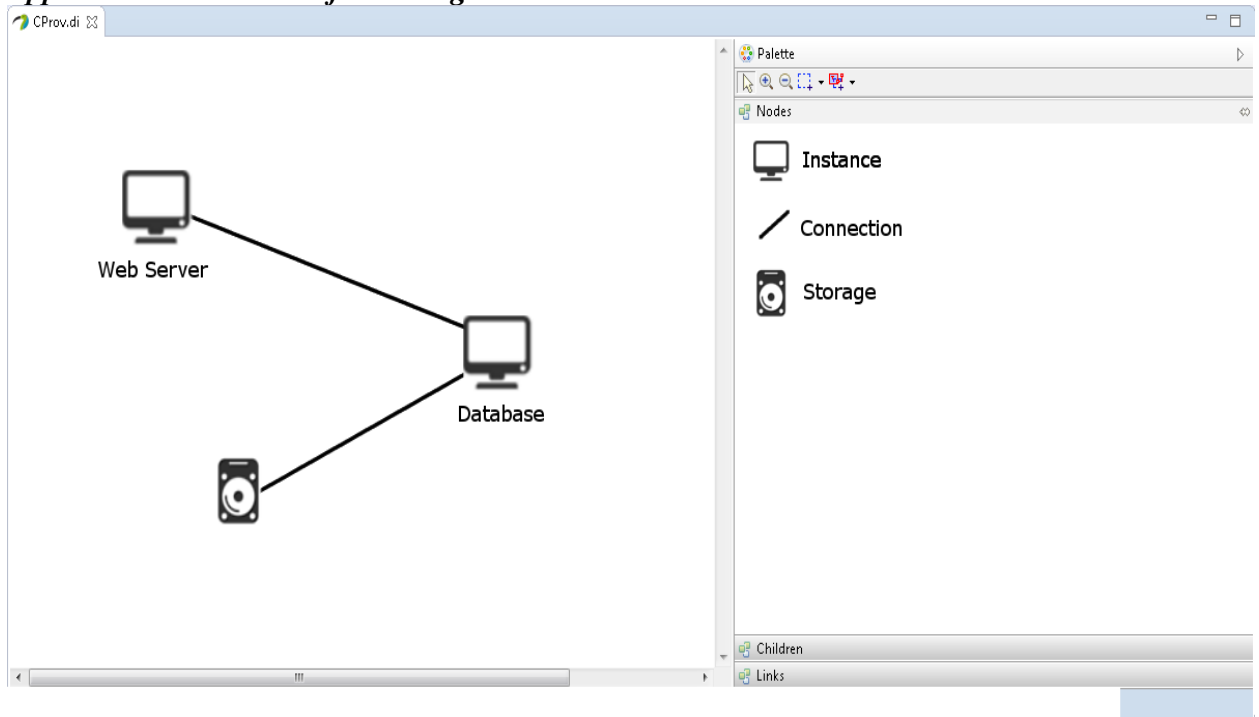 CProv.di
Palette
Nodes
Instance
Connection
Storage
Web Server
Database
Children
Links